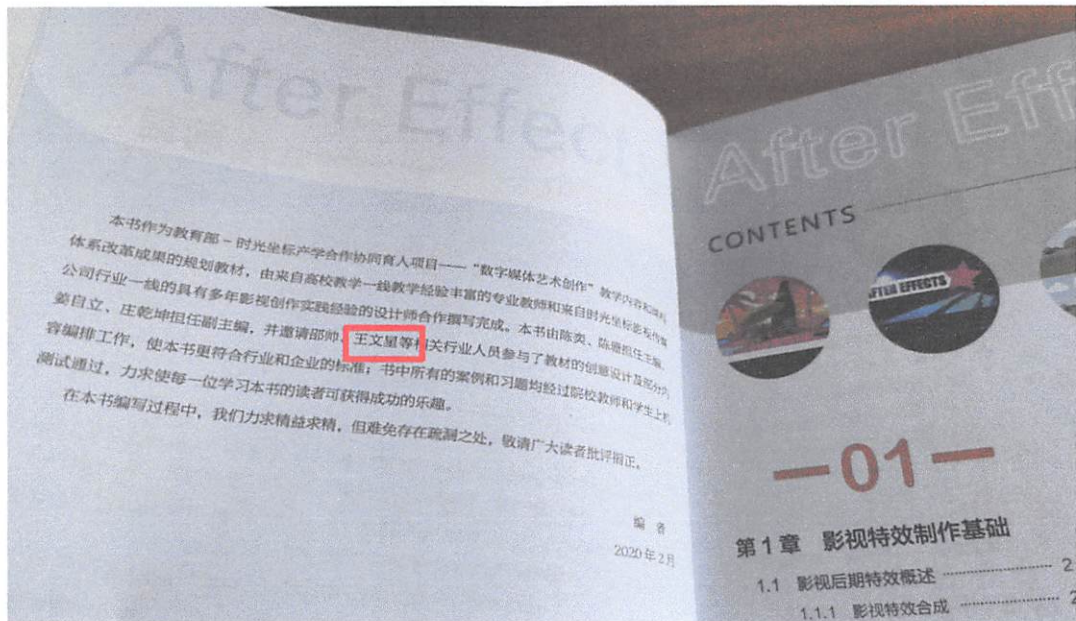 After Effec
本书作为教育部－时光坐标产学合作协同育人项目——“数字媒体艺术创作”教学内容和课程
体系改革成果的规划教材，由来自高校教学一线教学经验丰富的专业教师和来自时光坐标影视传媒
公司行业一线的具有多年影视创作实践经验的设计师合作撰写完成。本书由陈奕、陈珊担任主编，
姜自立、庄乾坤担任副主编，并邀请邵帅、王文星等相关行业人员参与了教材的创意设计及部分内
容编排工作，使本书更符合行业和企业的标准；书中所有的案例和习题均经过院校教师和学生上机
测试通过，力求使每一位学习本书的读者可获得成功的乐趣。
在本书编写过程中，我们力求精益求精，但难免存在疏漏之处，敬请广大读者批评指正。
编 者
2020年2月
After Eff
CONTENTS
AFTER EFFECTS
—01—
第1章 影视特效制作基础
1.1 影视后期特效概述 ················ 2
1.1.1 影视特效合成 ················ 2